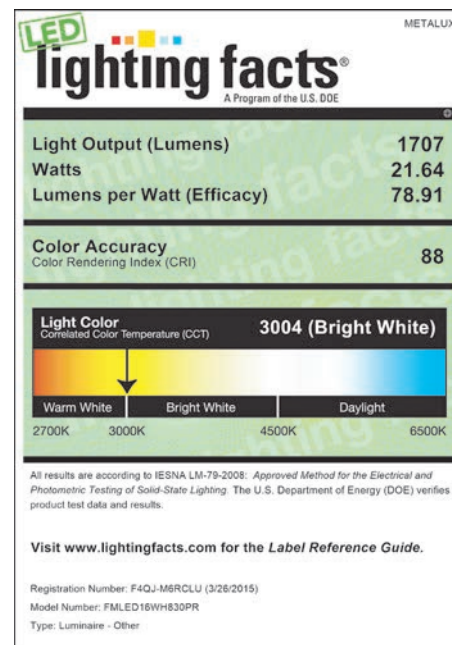 METALUX
LED
lighting facts®
A Program of the U.S. DOE
Light Output (Lumens) 1707
Watts 21.64
Lumens per Watt (Efficacy) 78.91
Color Accuracy
Color Rendering Index (CRI) 88
Light Color
Correlated Color Temperature (CCT) 3004 (Bright White)
Warm White Bright White Daylight
2700K 3000K 4500K 6500K
All results are according to IESNA LM-79-2008: Approved Method for the Electrical and
Photometric Testing of Solid-State Lighting. The U.S. Department of Energy (DOE) verifies
product test data and results.
Visit www.lightingfacts.com for the Label Reference Guide.
Registration Number: F4QJ-M6RCLU (3/26/2015)
Model Number: FMLED16WH830PR
Type: Luminaire - Other